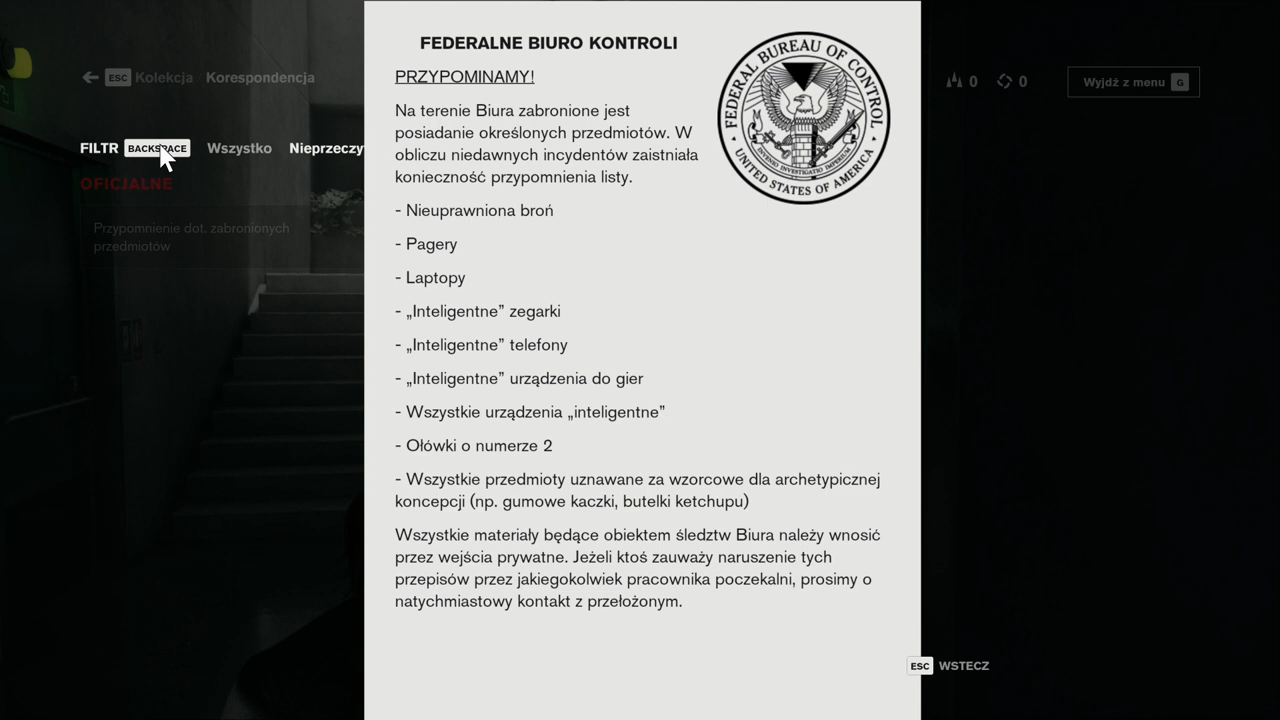 FEDERALNE BIURO KONTROLI
PRZYPOMINAMY!
Na terenie Biura zabronione jest
posiadanie określonych przedmiotów. W
obliczu niedawnych incydentów zaistniała
konieczność przypomnienia listy.
- Nieuprawniona broń
- Pagery
- Laptopy
- „Inteligentne” zegarki
- „Inteligentne” telefony
- „Inteligentne” urządzenia do gier
- Wszystkie urządzenia „inteligentne”
- Ołówki o numerze 2
- Wszystkie przedmioty uznawane za wzorcowe dla archetypicznej
koncepcji (np. gumowe kaczki, butelki ketchupu)
Wszystkie materiały będące obiektem śledztw Biura należy wnosić
przez wejścia prywatne. Jeżeli ktoś zauważy naruszenie tych
przepisów przez jakiegokolwiek pracownika poczekalni, prosimy o
natychmiastowy kontakt z przełożonym.
FEDERAL BUREAU OF CONTROL
UNITED STATES OF AMERICA
ESC Kolekcja Korespondencja
0 0
Wyjdź z menu G
FILTR BACKSPACE Wszystko Nieprzeczy
OFICJALNE
Przypomnienie dot. zabronionych
przedmiotów
ESC WSTECZ